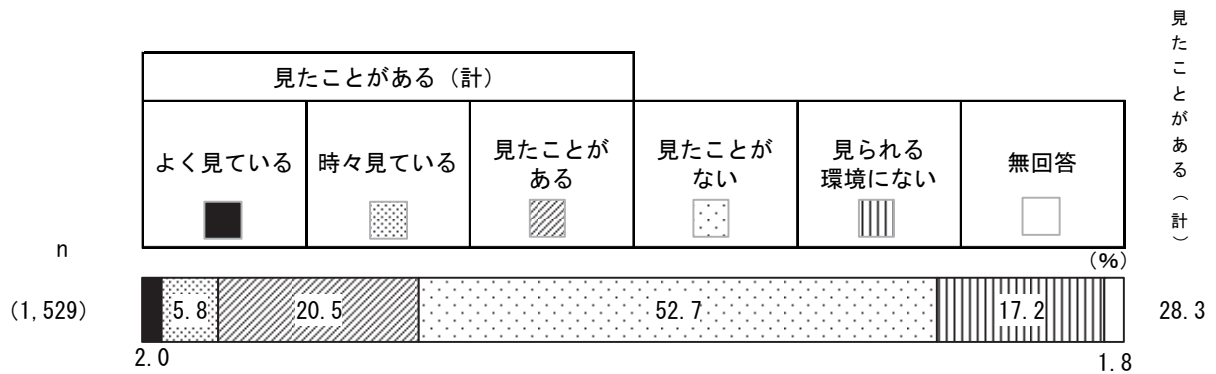 見たことがある（計）
よく見ている
時々見ている
見たことが
ある
見たことが
ない
見られる
環境にない
無回答
見たことがある（計）
n
(%)
(1,529)
5.8
20.5
52.7
17.2
28.3
2.0
1.8